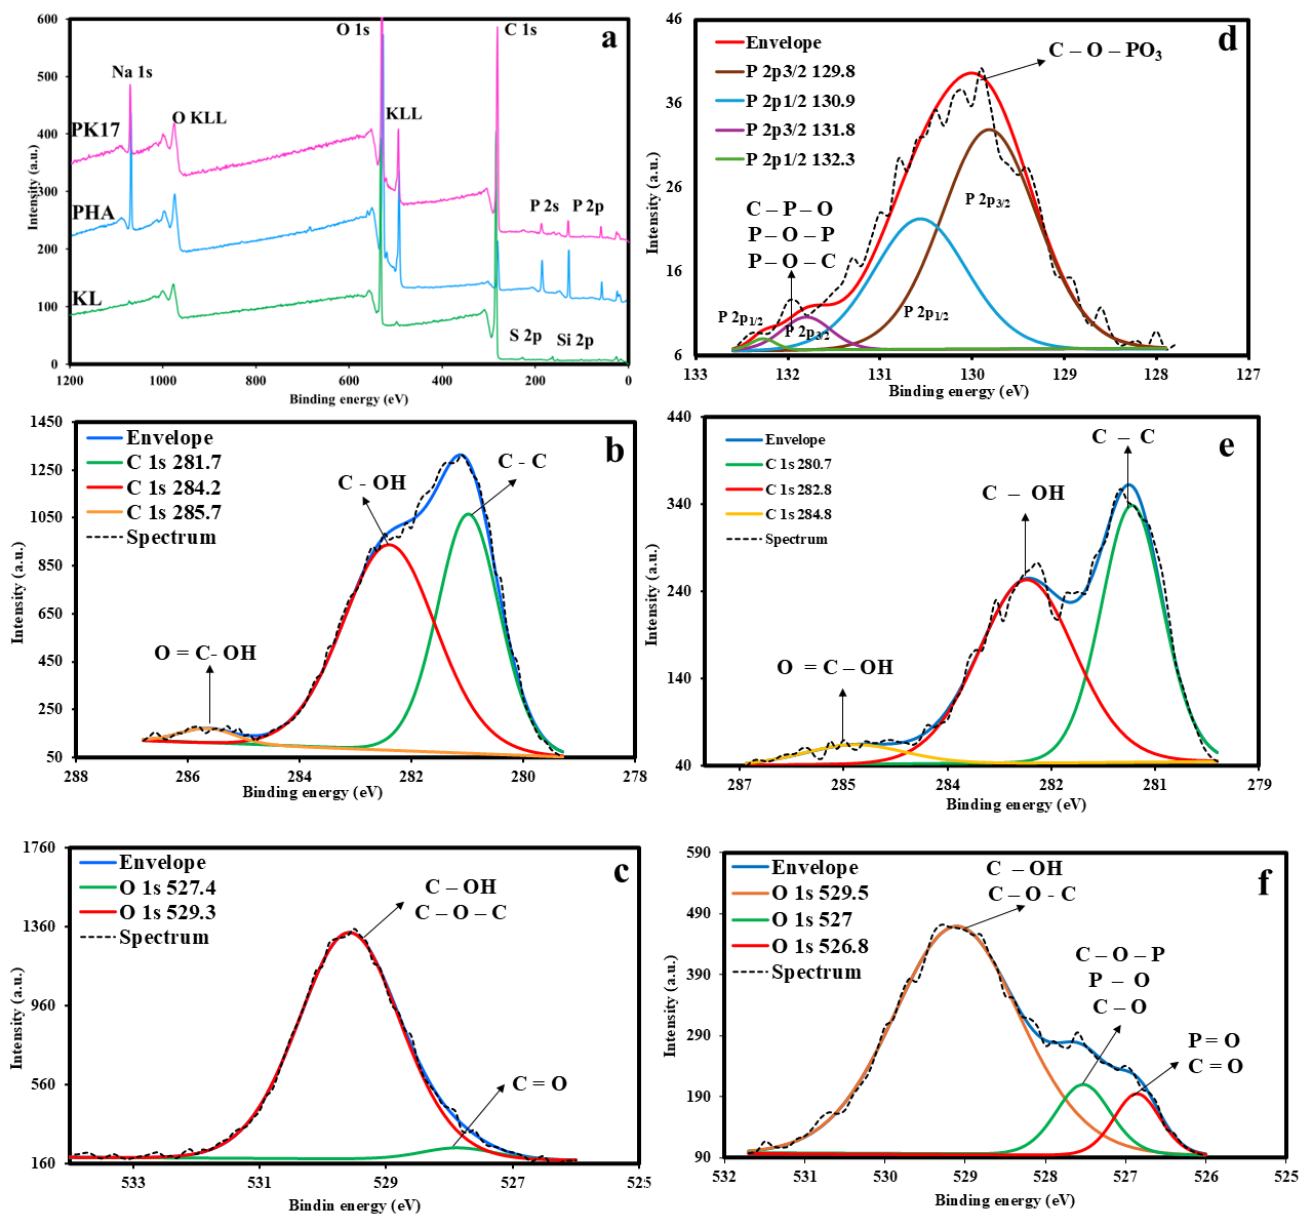 a
600
500
400
300
200
100
0
Intensity (a.u.)
O 1s
C 1s
Na 1s
KLL
O KLL
PK17
PHA
KL
P 2s
P 2p
S 2p
Si 2p
1200
1000
800
600
400
200
0
Binding energy (eV)
d
46
36
26
16
6
Intensity (a.u.)
Envelope
P 2p3/2 129.8
P 2p1/2 130.9
P 2p3/2 131.8
P 2p1/2 132.3
C – O – PO3
C – P – O
P – O – P
P – O – C
P 2p3/2
P 2p1/2
P 2p1/2
P 2p3/2
133
132
131
130
129
128
127
Binding energy (eV)
b
1450
1250
1050
850
650
450
250
50
Intensity (a.u.)
Envelope
C 1s 281.7
C 1s 284.2
C 1s 285.7
Spectrum
C - C
C - OH
O = C- OH
288
286
284
282
280
278
Binding energy (eV)
e
440
340
240
140
40
Intensity (a.u.)
Envelope
C 1s 280.7
C 1s 282.8
C 1s 284.8
Spectrum
C – C
C – OH
O = C – OH
287
285
284
282
281
279
Binding energy (eV)
c
1760
1360
960
560
160
Intensity (a.u.)
Envelope
O 1s 527.4
O 1s 529.3
Spectrum
C – OH
C – O – C
C = O
533
531
529
527
525
Bindin energy (eV)
f
590
490
390
290
190
90
Intensity (a.u.)
Envelope
O 1s 529.5
O 1s 527
O 1s 526.8
Spectrum
C – OH
C – O - C
C – O – P
P – O
C – O
P = O
C = O
532
530
529
528
526
525
Binding energy (eV)